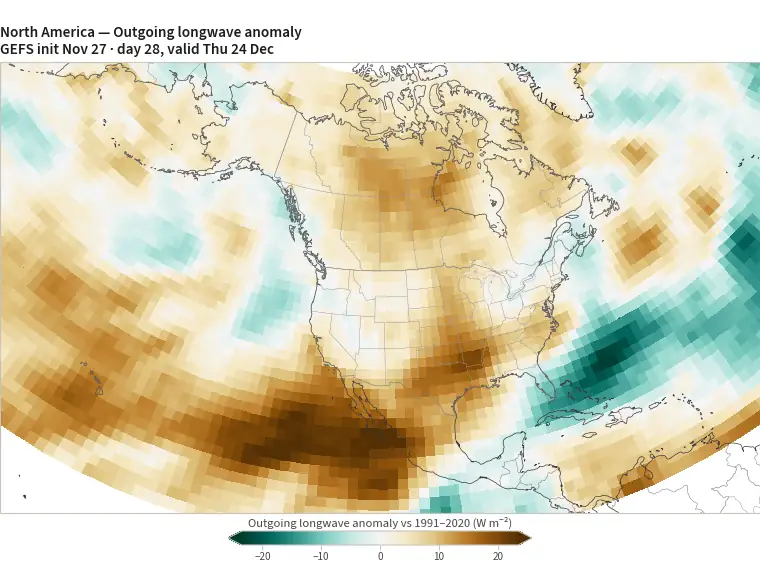 North America — Outgoing longwave anomaly
GEFS init Nov 27 · day 28, valid Thu 24 Dec
Outgoing longwave anomaly vs 1991–2020 (W m⁻²)
−20 −10 0 10 20